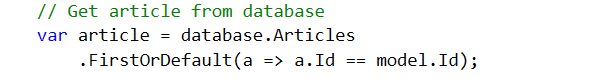 // Get article from database
var article = database.Articles
.FirstOrDefault(a => a.Id == model.Id);